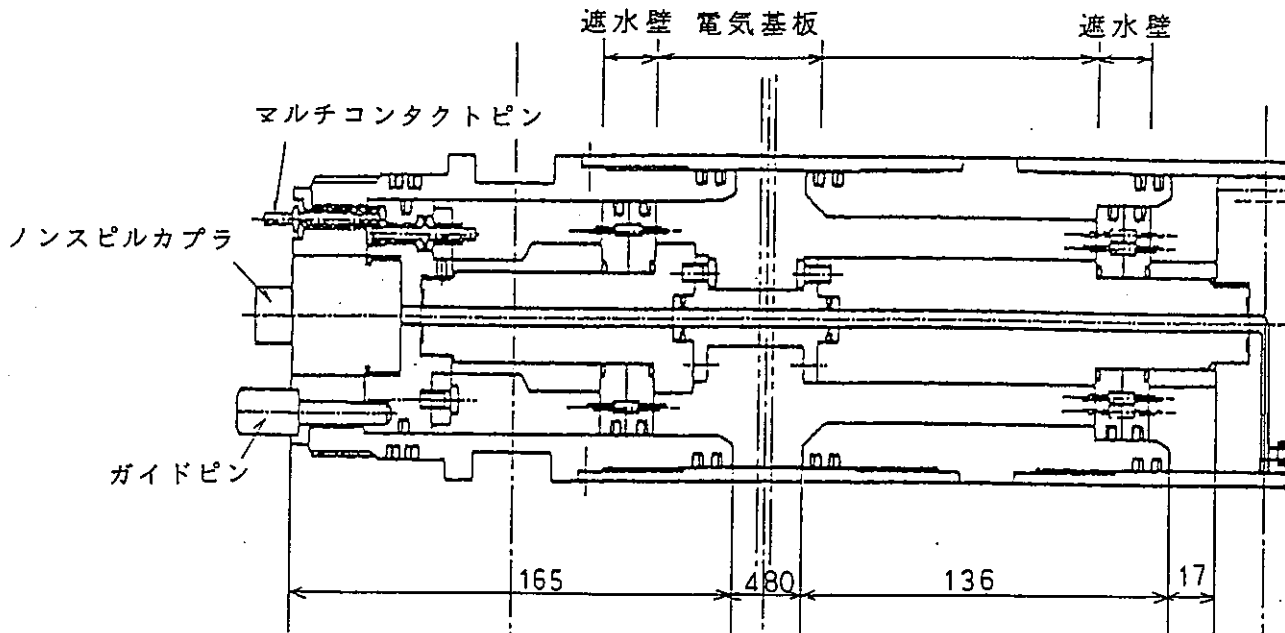 遮水壁 電気基板 遮水壁
マルチコンタクトピン
ノンスピルカプラ
ガイドピン
165 480 136 17